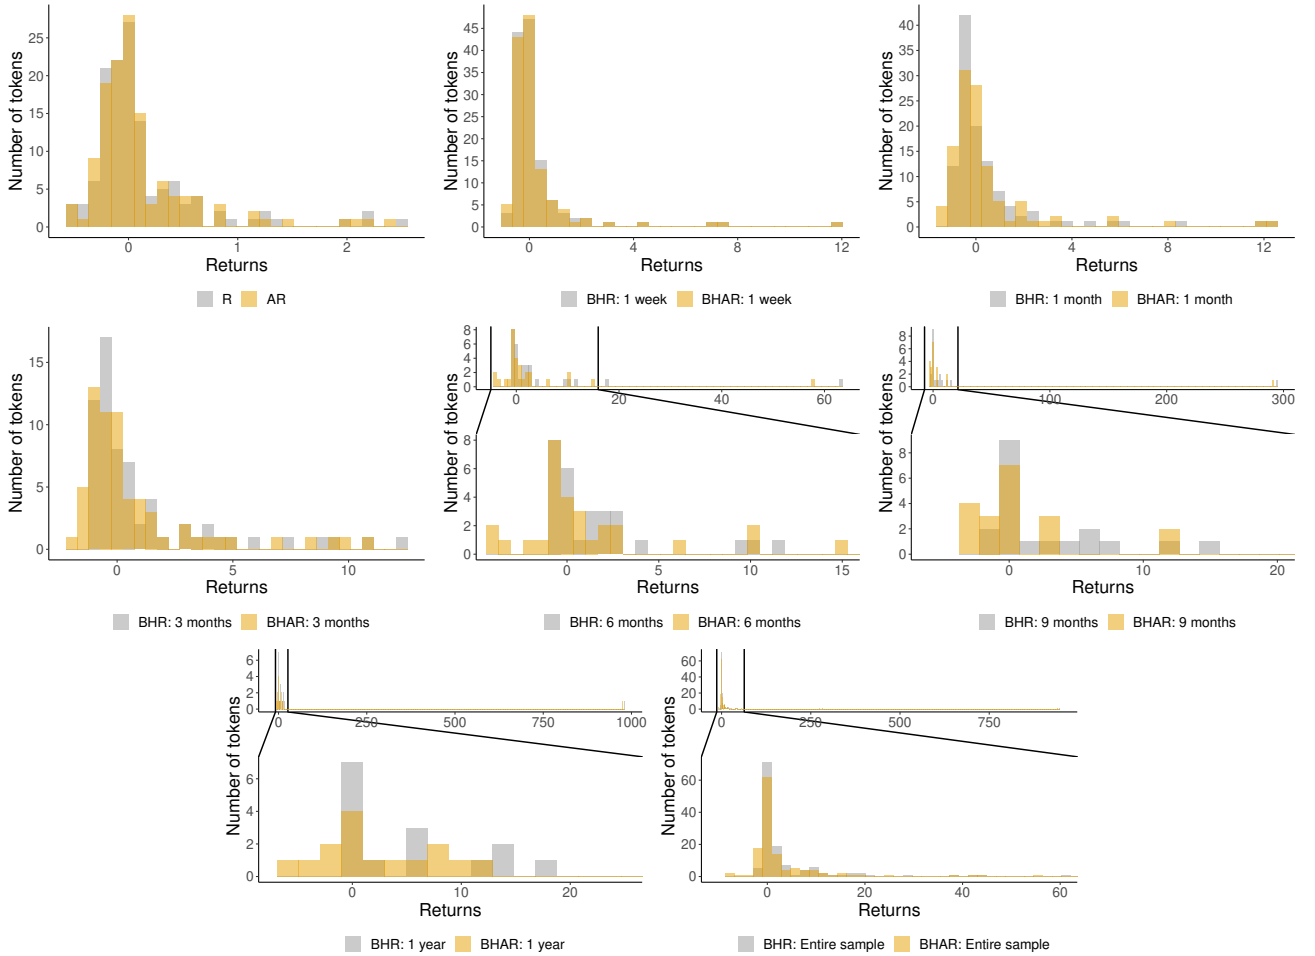 Number of tokens
25
20
15
10
5
0
0 1 2
Returns
R AR
Number of tokens
45
40
35
30
25
20
15
10
5
0
0 4 8 12
Returns
BHR: 1 week BHAR: 1 week
Number of tokens
40
35
30
25
20
15
10
5
0
0 4 8 12
Returns
BHR: 1 month BHAR: 1 month
Number of tokens
15
10
5
0
0 5 10
Returns
BHR: 3 months BHAR: 3 months
Number of tokens
8
6
4
2
0
0 20 40 60
8
6
4
2
0
0 5 10 15
Returns
BHR: 6 months BHAR: 6 months
Number of tokens
8
6
4
2
0
0 100 200 300
8
6
4
2
0
0 10 20
Returns
BHR: 9 months BHAR: 9 months
Number of tokens
6
4
2
0
0 250 500 750 1000
6
4
2
0
0 10 20
Returns
BHR: 1 year BHAR: 1 year
Number of tokens
60
40
20
0
0 250 500 750
60
40
20
0
0 20 40 60
Returns
BHR: Entire sample BHAR: Entire sample